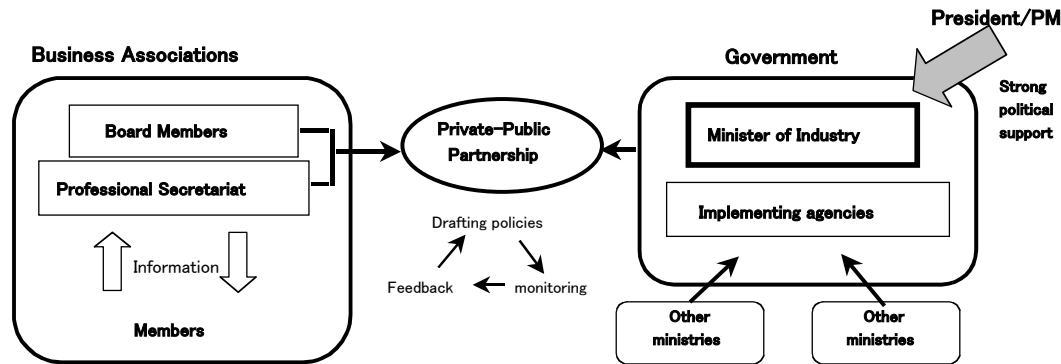 President/PM
Business Associations
Government
Strong
political
support
Board Members
Professional Secretariat
Information
Members
Private-Public
Partnership
Drafting policies
Feedback
monitoring
Minister of Industry
Implementing agencies
Other
ministries
Other
ministries